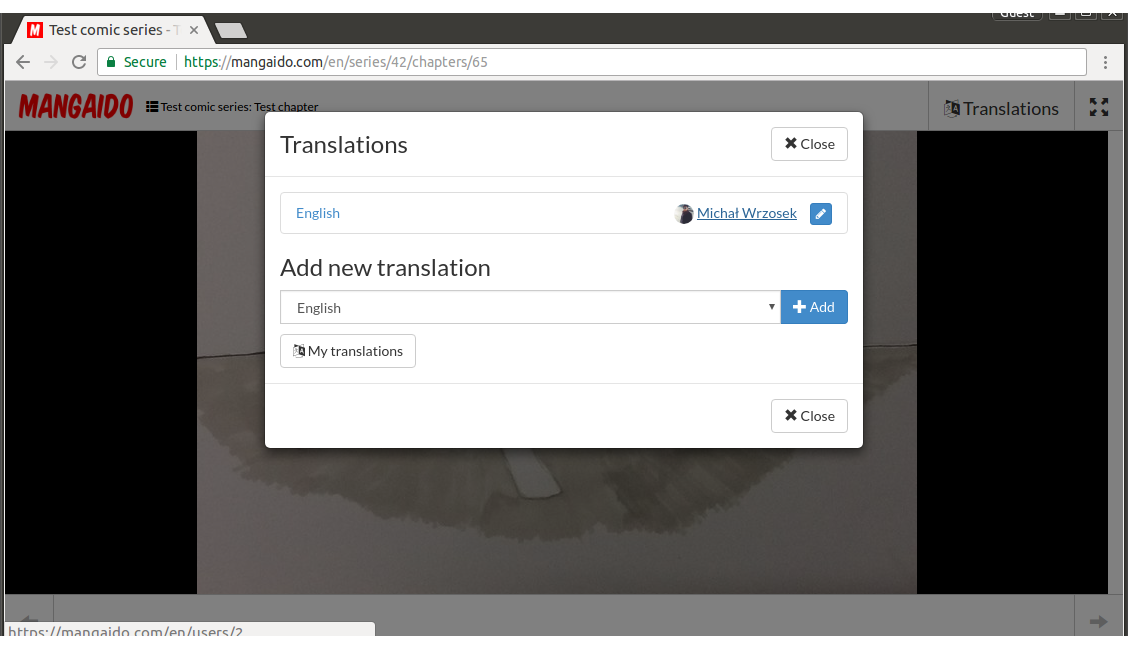 Guest
M Test comic series - T
Secure https://mangaido.com/en/series/42/chapters/65
MANGAIDO Test comic series: Test chapter Translations
Translations Close
English Michał Wrzosek
Add new translation
English Add
My translations
Close
https://mangaido.com/en/users/2